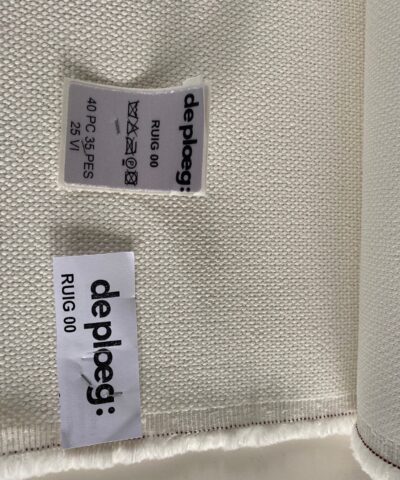 de ploeg:
RUIG 00
40 PC 35 PES
25 VI
de ploeg:
RUIG 00